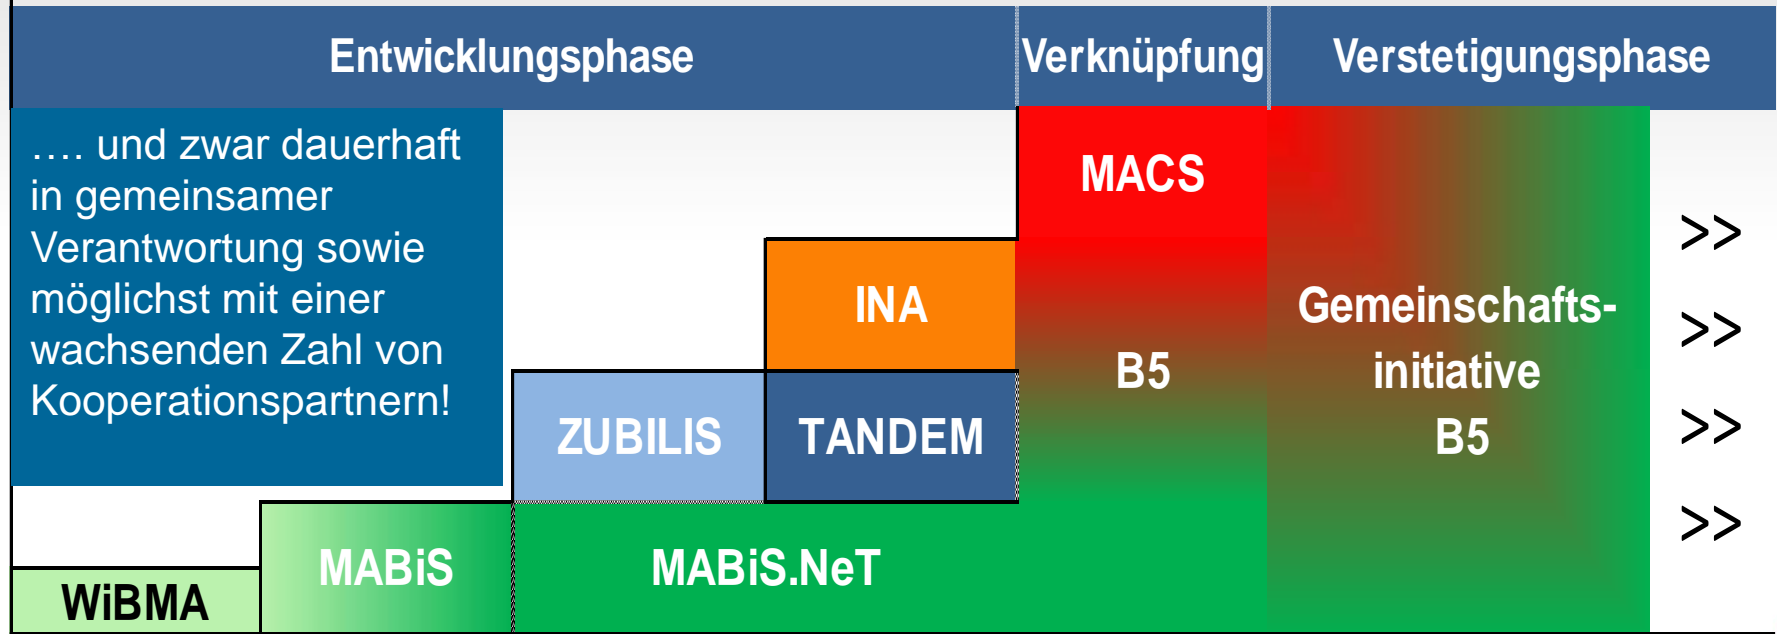 Entwicklungsphase
Verknüpfung
Verstetigungsphase
.... und zwar dauerhaft
in gemeinsamer
Verantwortung sowie
möglichst mit einer
wachsenden Zahl von
Kooperationspartnern!
MACS
INA
B5
ZUBILIS
TANDEM
MABiS
MABiS.NeT
WiBMA
Gemeinschafts-
initiative
B5
>>
>>
>>
>>